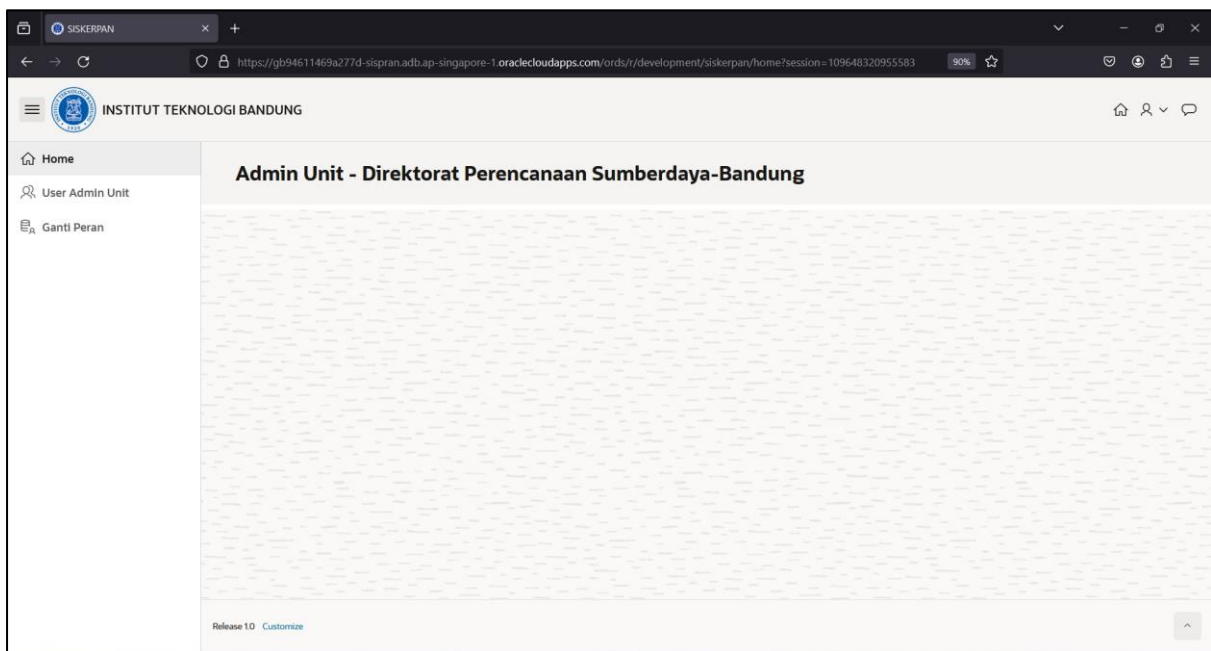 SISKERPAN
https://gb94611469a277d-sispran.adb.ap-singapore-1.oraclecloudapps.com/ords/r/development/siskerpan/home?session=109648320955583
90%
INSTITUT TEKNOLOGI BANDUNG
Home
Admin Unit - Direktorat Perencanaan Sumberdaya-Bandung
User Admin Unit
Ganti Peran
Release 1.0 Customize